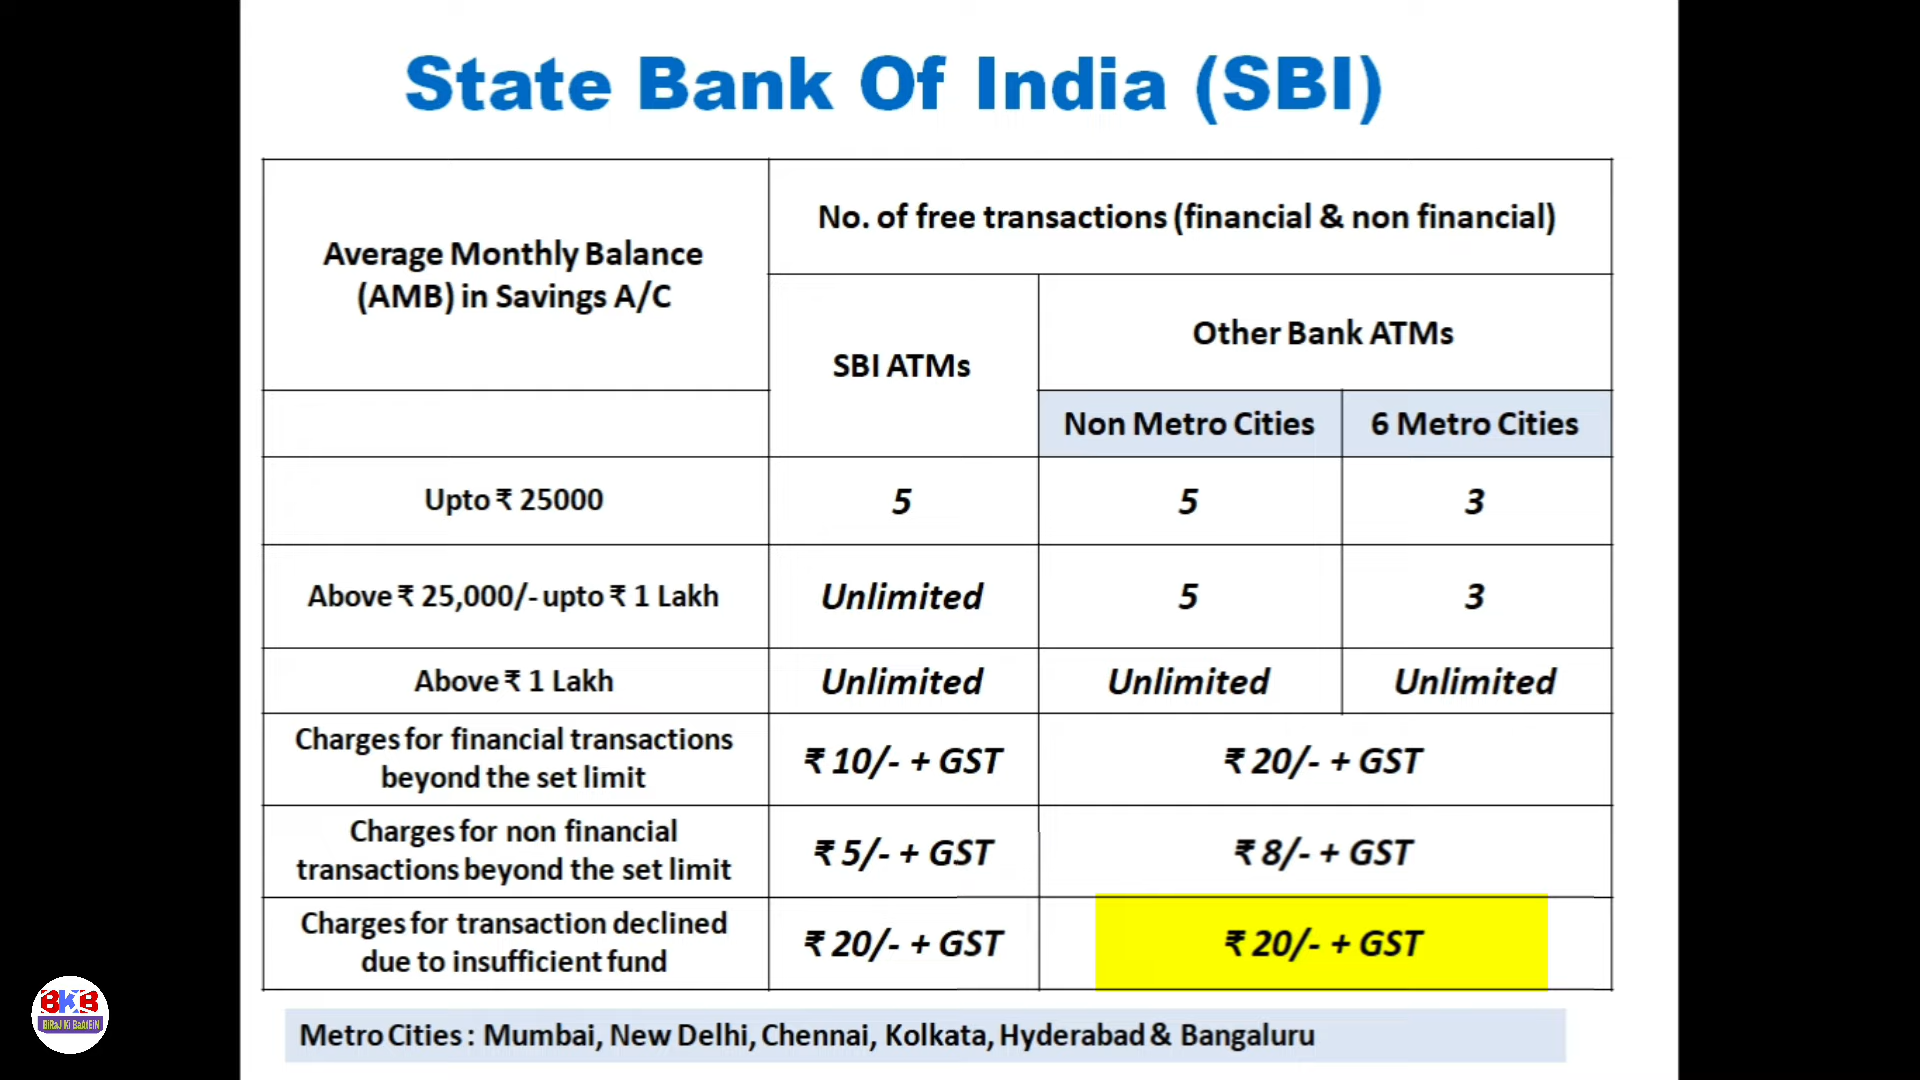 State Bank Of India (SBI)
No. of free transactions (financial & non financial)
Average Monthly Balance
(AMB) in Savings A/C
SBI ATMs
Other Bank ATMs
Non Metro Cities
6 Metro Cities
Upto ₹ 25000
5
5
3
Above ₹ 25,000/- upto ₹ 1 Lakh
Unlimited
5
3
Above ₹ 1 Lakh
Unlimited
Unlimited
Unlimited
Charges for financial transactions
beyond the set limit
₹ 10/- + GST
₹ 20/- + GST
Charges for non financial
transactions beyond the set limit
₹ 5/- + GST
₹ 8/- + GST
Charges for transaction declined
due to insufficient fund
₹ 20/- + GST
₹ 20/- + GST
Metro Cities : Mumbai, New Delhi, Chennai, Kolkata, Hyderabad & Bangaluru
BKB
BiRaJ Ki BaAtEiN